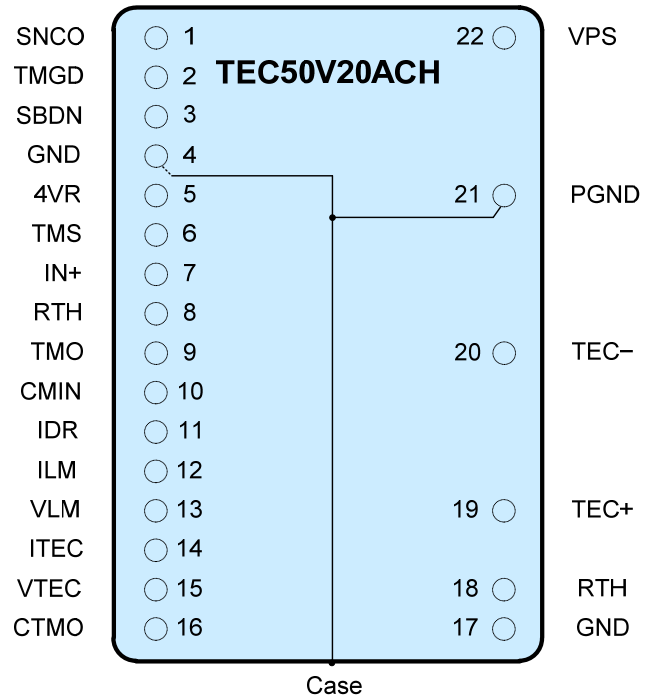 SNCO 1 22 VPS
TMGD 2 TEC50V20ACH
SBDN 3
GND 4
4VR 5 21 PGND
TMS 6
IN+ 7
RTH 8
TMO 9 20 TEC−
CMIN 10
IDR 11
ILM 12
VLM 13 19 TEC+
ITEC 14
VTEC 15 18 RTH
CTMO 16 17 GND
Case